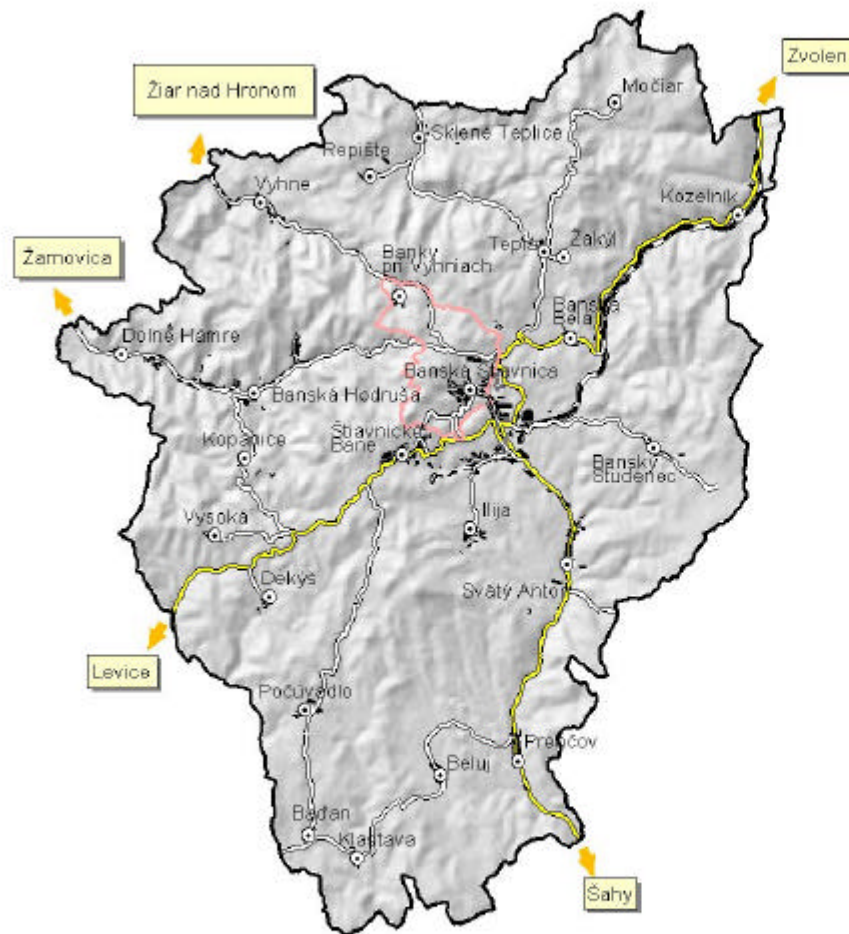 Zvolen
Žiar nad Hronom
Močiar
Sklené Teplice
Repište
Vyhne
Kozelník
Teplá
Žakýl
Banky
pri Vyhniach
Žarnovica
Banská
Belá
Dolné Hámre
Banská Štiavnica
Banská Hodruša
Štiavnické
Bane
Kopanice
Banský
Studenec
Vysoká
Ilija
Dekýš
Svätý Anton
Levice
Počúvadlo
Prenčov
Beluj
Baďan
Klastava
Šahy